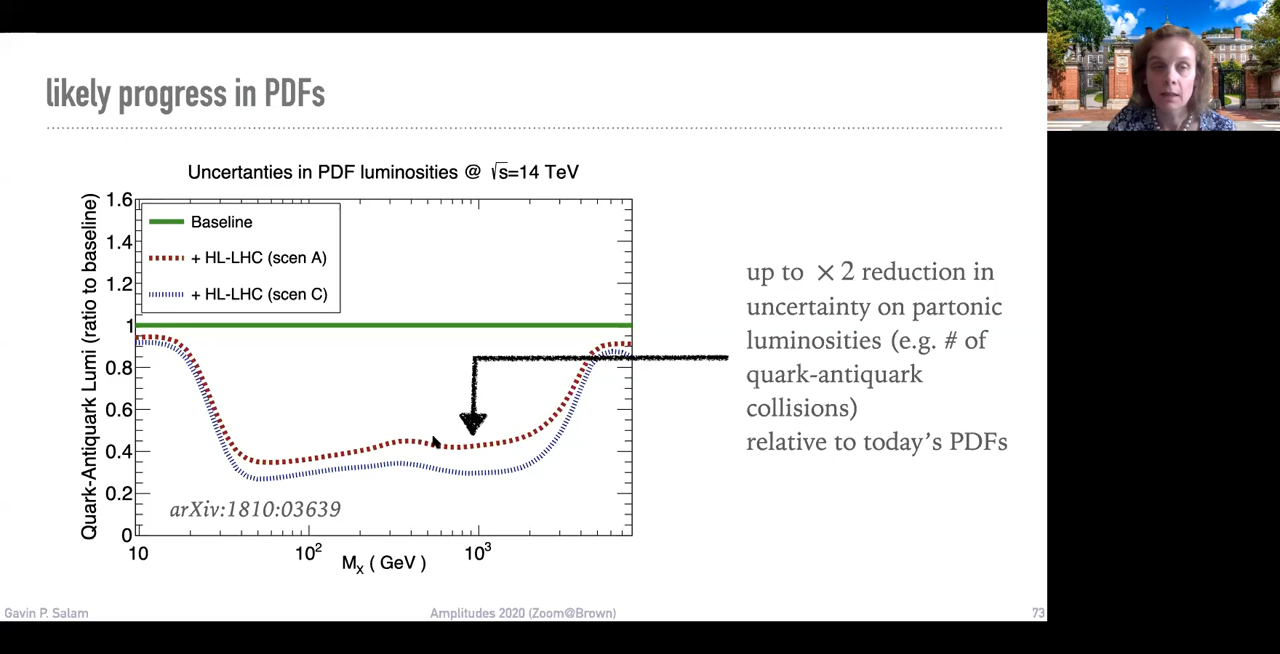 likely progress in PDFs
Uncertanties in PDF luminosities @ √s=14 TeV
Quark-Antiquark Lumi (ratio to baseline)
1.6
1.4
1.2
1
0.8
0.6
0.4
0.2
0
Baseline
+ HL-LHC (scen A)
+ HL-LHC (scen C)
arXiv:1810:03639
10
10²
10³
Mₓ ( GeV )
up to ×2 reduction in
uncertainty on partonic
luminosities (e.g. # of
quark-antiquark
collisions)
relative to today's PDFs
Gavin P. Salam
Amplitudes 2020 (Zoom@Brown)
73